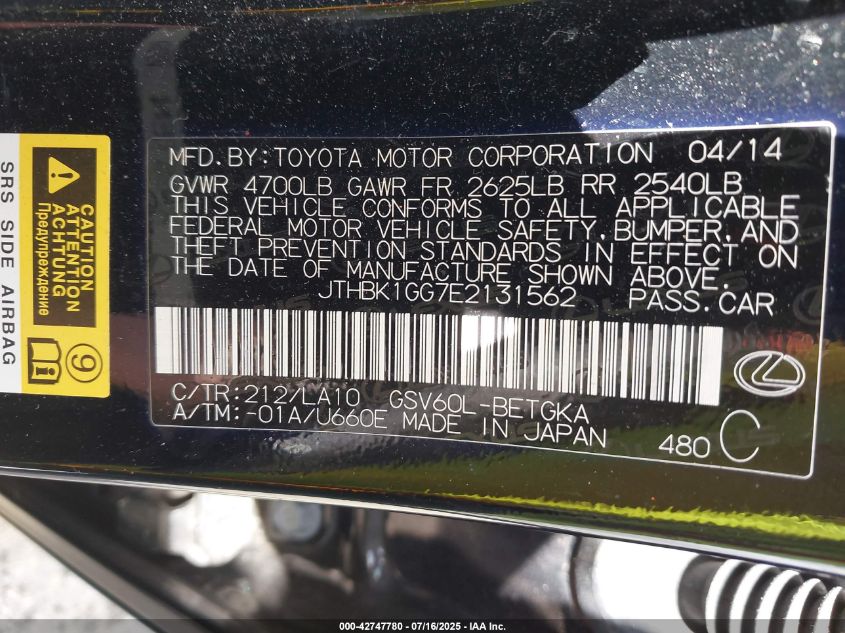 MFD.BY:TOYOTA MOTOR CORPORATION 04/14
GVWR 4700LB GAWR FR 2625LB RR 2540LB
THIS VEHICLE CONFORMS TO ALL APPLICABLE
FEDERAL MOTOR VEHICLE SAFETY, BUMPER, AND
THEFT PREVENTION STANDARDS IN EFFECT ON
THE DATE OF MANUFACTURE SHOWN ABOVE.
JTHBK1GG7E2131562 PASS.CAR
C/TR:212/LA10 GSV60L-BETGKA
A/TM:-01A/U660E MADE IN JAPAN 480 C
CAUTION
ATTENTION
ACHTUNG
Предупреждение
9
SRS SIDE AIRBAG
000-42747780 - 07/16/2025 - IAA Inc.